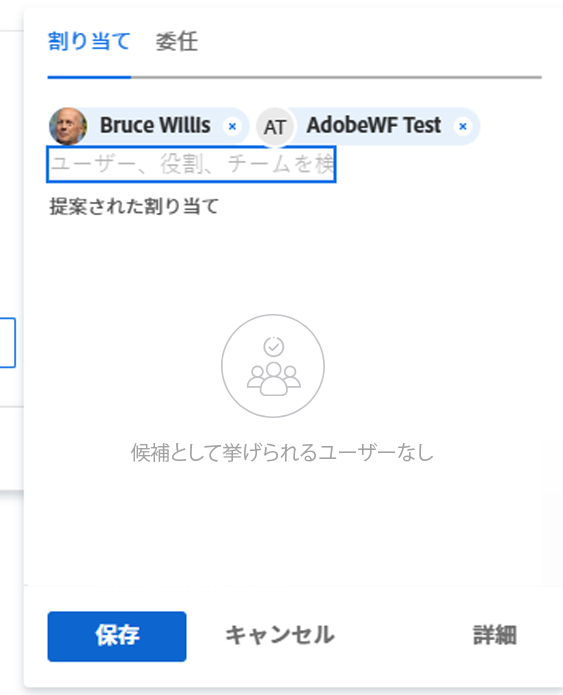 割り当て 委任
Bruce Willis × AT AdobeWF Test ×
ユーザー、役割、チームを検
提案された割り当て
候補として挙げられるユーザーなし
保存 キャンセル 詳細